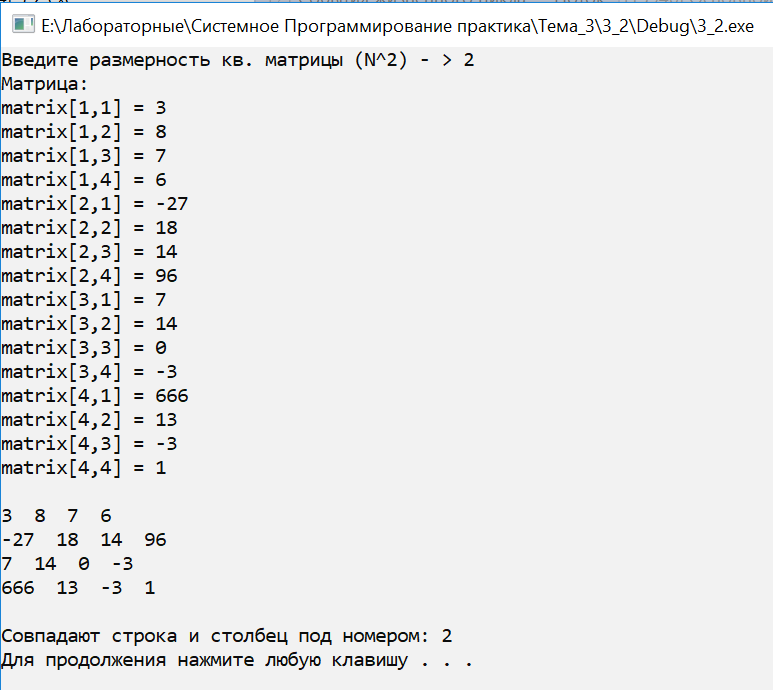 E:\Лабораторные\Системное Программирование практика\Тема_3\3_2\Debug\3_2.exe
Введите размерность кв. матрицы (N^2) - > 2
Матрица:
matrix[1,1] = 3
matrix[1,2] = 8
matrix[1,3] = 7
matrix[1,4] = 6
matrix[2,1] = -27
matrix[2,2] = 18
matrix[2,3] = 14
matrix[2,4] = 96
matrix[3,1] = 7
matrix[3,2] = 14
matrix[3,3] = 0
matrix[3,4] = -3
matrix[4,1] = 666
matrix[4,2] = 13
matrix[4,3] = -3
matrix[4,4] = 1
3  8  7  6
-27  18  14  96
7  14  0  -3
666  13  -3  1
Совпадают строка и столбец под номером: 2
Для продолжения нажмите любую клавишу . . .